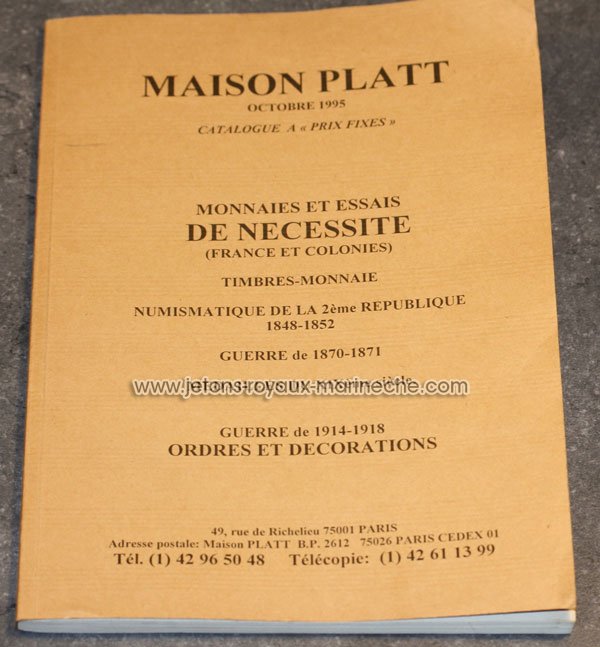 MAISON PLATT
OCTOBRE 1995
CATALOGUE A « PRIX FIXES »
MONNAIES ET ESSAIS
DE NECESSITE
(FRANCE ET COLONIES)
TIMBRES-MONNAIE
NUMISMATIQUE DE LA 2ème REPUBLIQUE
1848-1852
GUERRE de 1870-1871
www.jetons-royaux-marineche.com
siècle
GUERRE de 1914-1918
ORDRES ET DECORATIONS
49, rue de Richelieu 75001 PARIS
Adresse postale: Maison PLATT B.P. 2612 75026 PARIS CEDEX 01
Tél. (1) 42 96 50 48 Télécopie: (1) 42 61 13 99